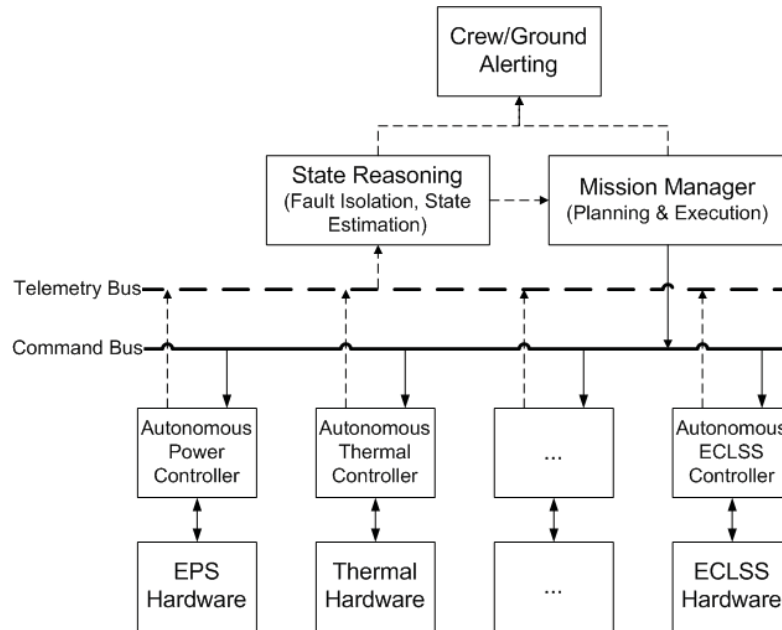 Crew/Ground
Alerting
State Reasoning
(Fault Isolation, State
Estimation)
Mission Manager
(Planning & Execution)
Telemetry Bus
Command Bus
Autonomous
Power
Controller
Autonomous
Thermal
Controller
...
Autonomous
ECLSS
Controller
EPS
Hardware
Thermal
Hardware
...
ECLSS
Hardware